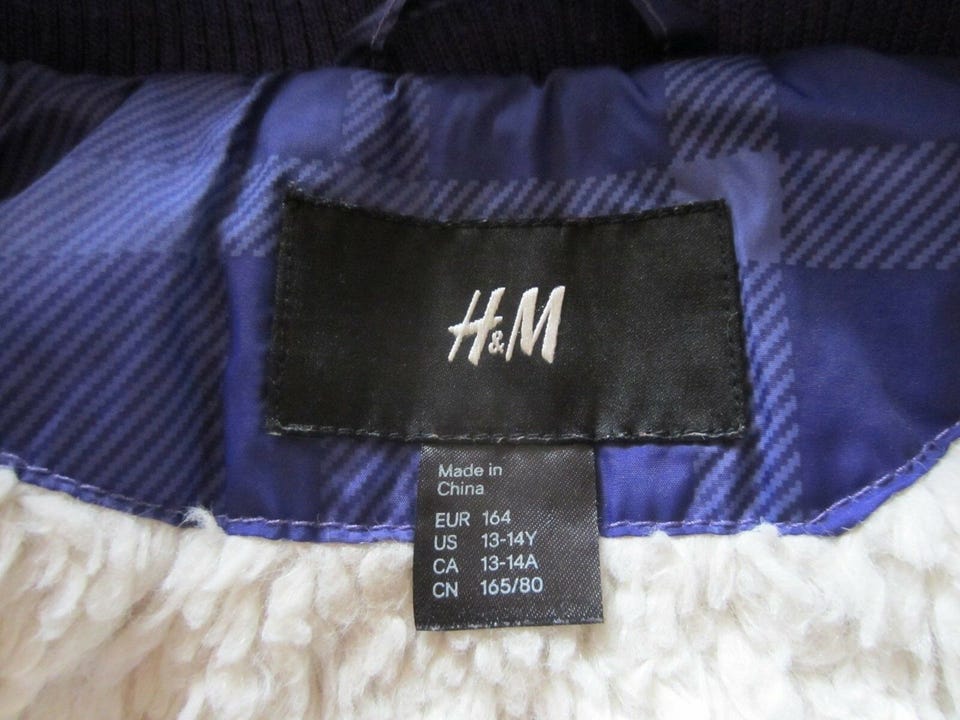 H&M
Made in
China
EUR 164
US 13-14Y
CA 13-14A
CN 165/80